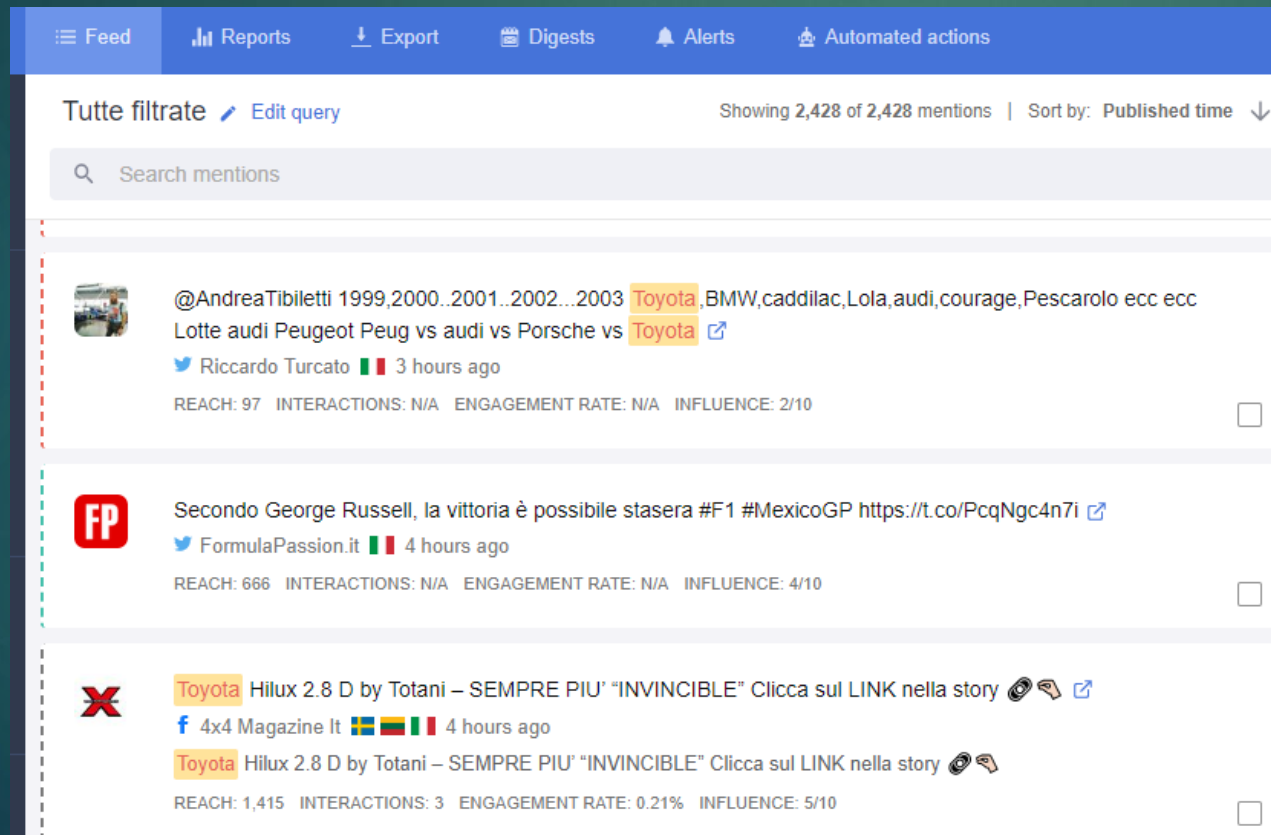 Feed Reports Export Digests Alerts Automated actions
Tutte filtrate Edit query Showing 2,428 of 2,428 mentions | Sort by: Published time
Search mentions
@AndreaTibiletti 1999,2000..2001..2002...2003 Toyota,BMW,caddilac,Lola,audi,courage,Pescarolo ecc ecc
Lotte audi Peugeot Peug vs audi vs Porsche vs Toyota
Riccardo Turcato 3 hours ago
REACH: 97 INTERACTIONS: N/A ENGAGEMENT RATE: N/A INFLUENCE: 2/10
FP
Secondo George Russell, la vittoria è possibile stasera #F1 #MexicoGP https://t.co/PcqNgc4n7i
FormulaPassion.it 4 hours ago
REACH: 666 INTERACTIONS: N/A ENGAGEMENT RATE: N/A INFLUENCE: 4/10
Toyota Hilux 2.8 D by Totani – SEMPRE PIU’ “INVINCIBLE” Clicca sul LINK nella story
4x4 Magazine It 4 hours ago
Toyota Hilux 2.8 D by Totani – SEMPRE PIU’ “INVINCIBLE” Clicca sul LINK nella story
REACH: 1,415 INTERACTIONS: 3 ENGAGEMENT RATE: 0.21% INFLUENCE: 5/10